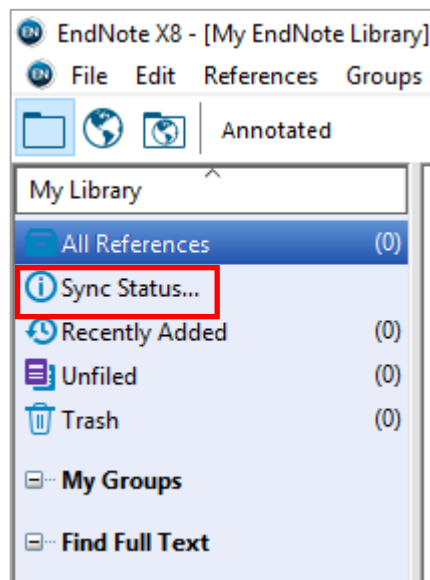 EndNote X8 - [My EndNote Library]
File Edit References Groups
Annotated
My Library
All References (0)
Sync Status...
Recently Added (0)
Unfiled (0)
Trash (0)
My Groups
Find Full Text